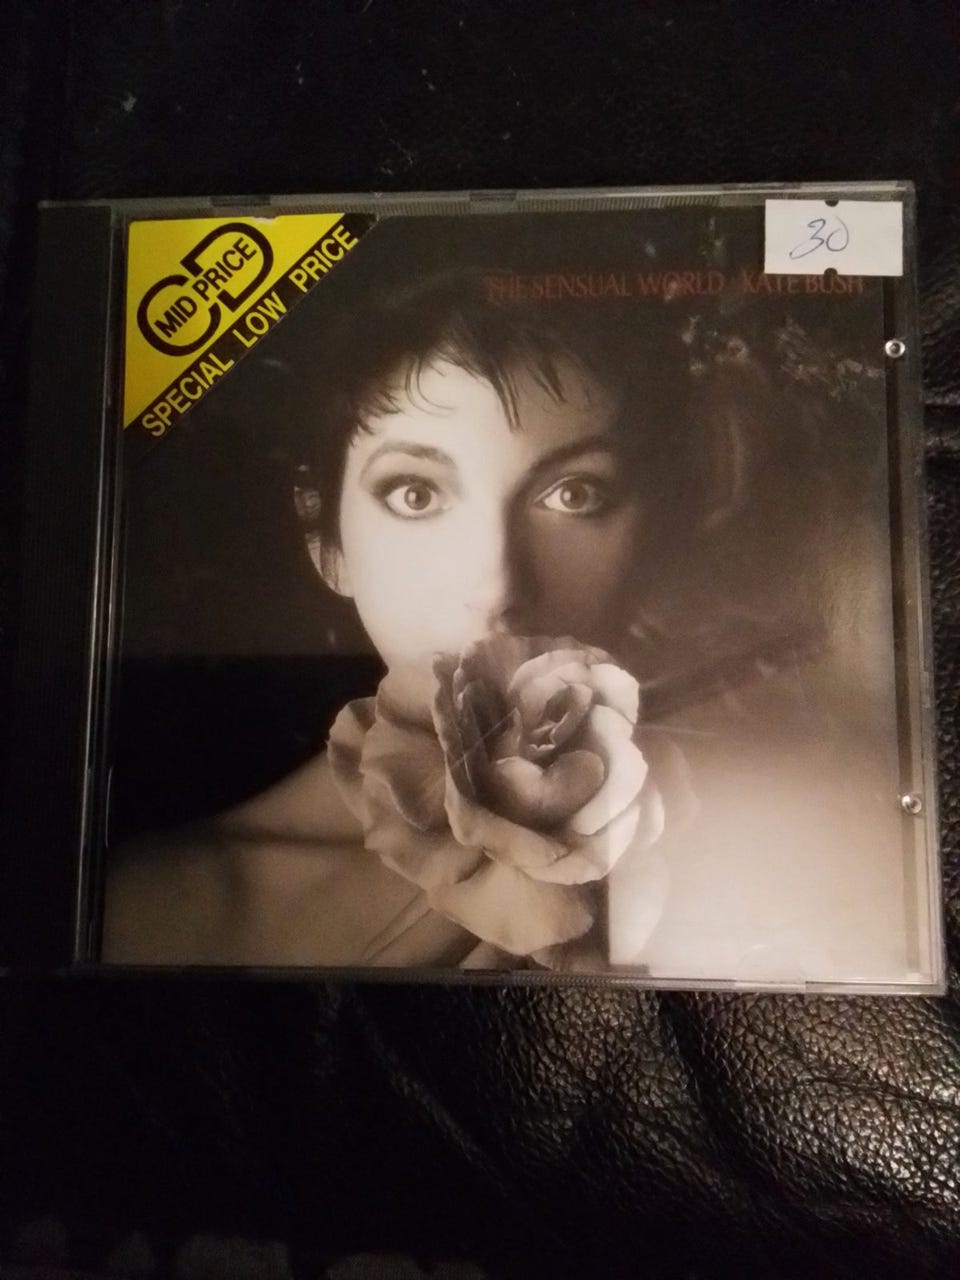 CD
MID PRICE
SPECIAL LOW PRICE
30
THE SENSUAL WORLD KATE BUSH